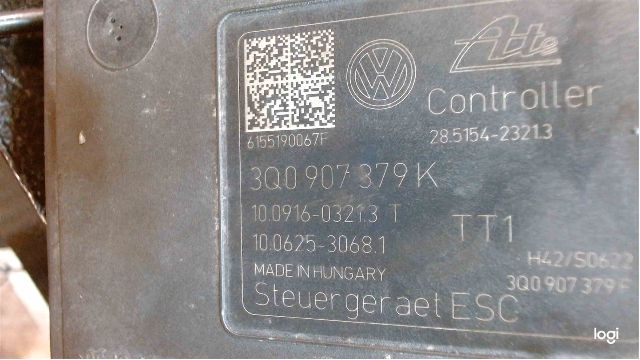 Ate
Controller
28.5154-2321.3
6155190067F
3Q0 907 379 K
10.0916-0321.3 T
10.0625-3068.1
TT1
H42/S0622
MADE IN HUNGARY
3Q0 907 379 F
Steuergeraet ESC
logi